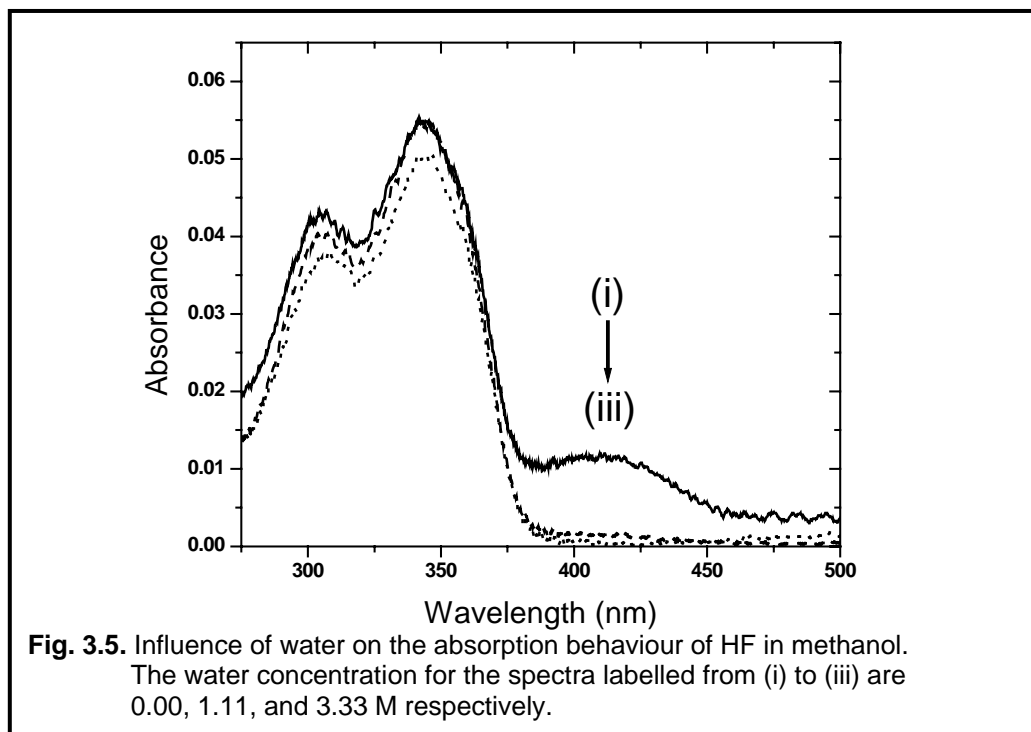 0.06
0.05
0.04
0.03
0.02
0.01
0.00
Absorbance
(i)
(iii)
300 350 400 450 500
Wavelength (nm)
Fig. 3.5. Influence of water on the absorption behaviour of HF in methanol.
The water concentration for the spectra labelled from (i) to (iii) are
0.00, 1.11, and 3.33 M respectively.